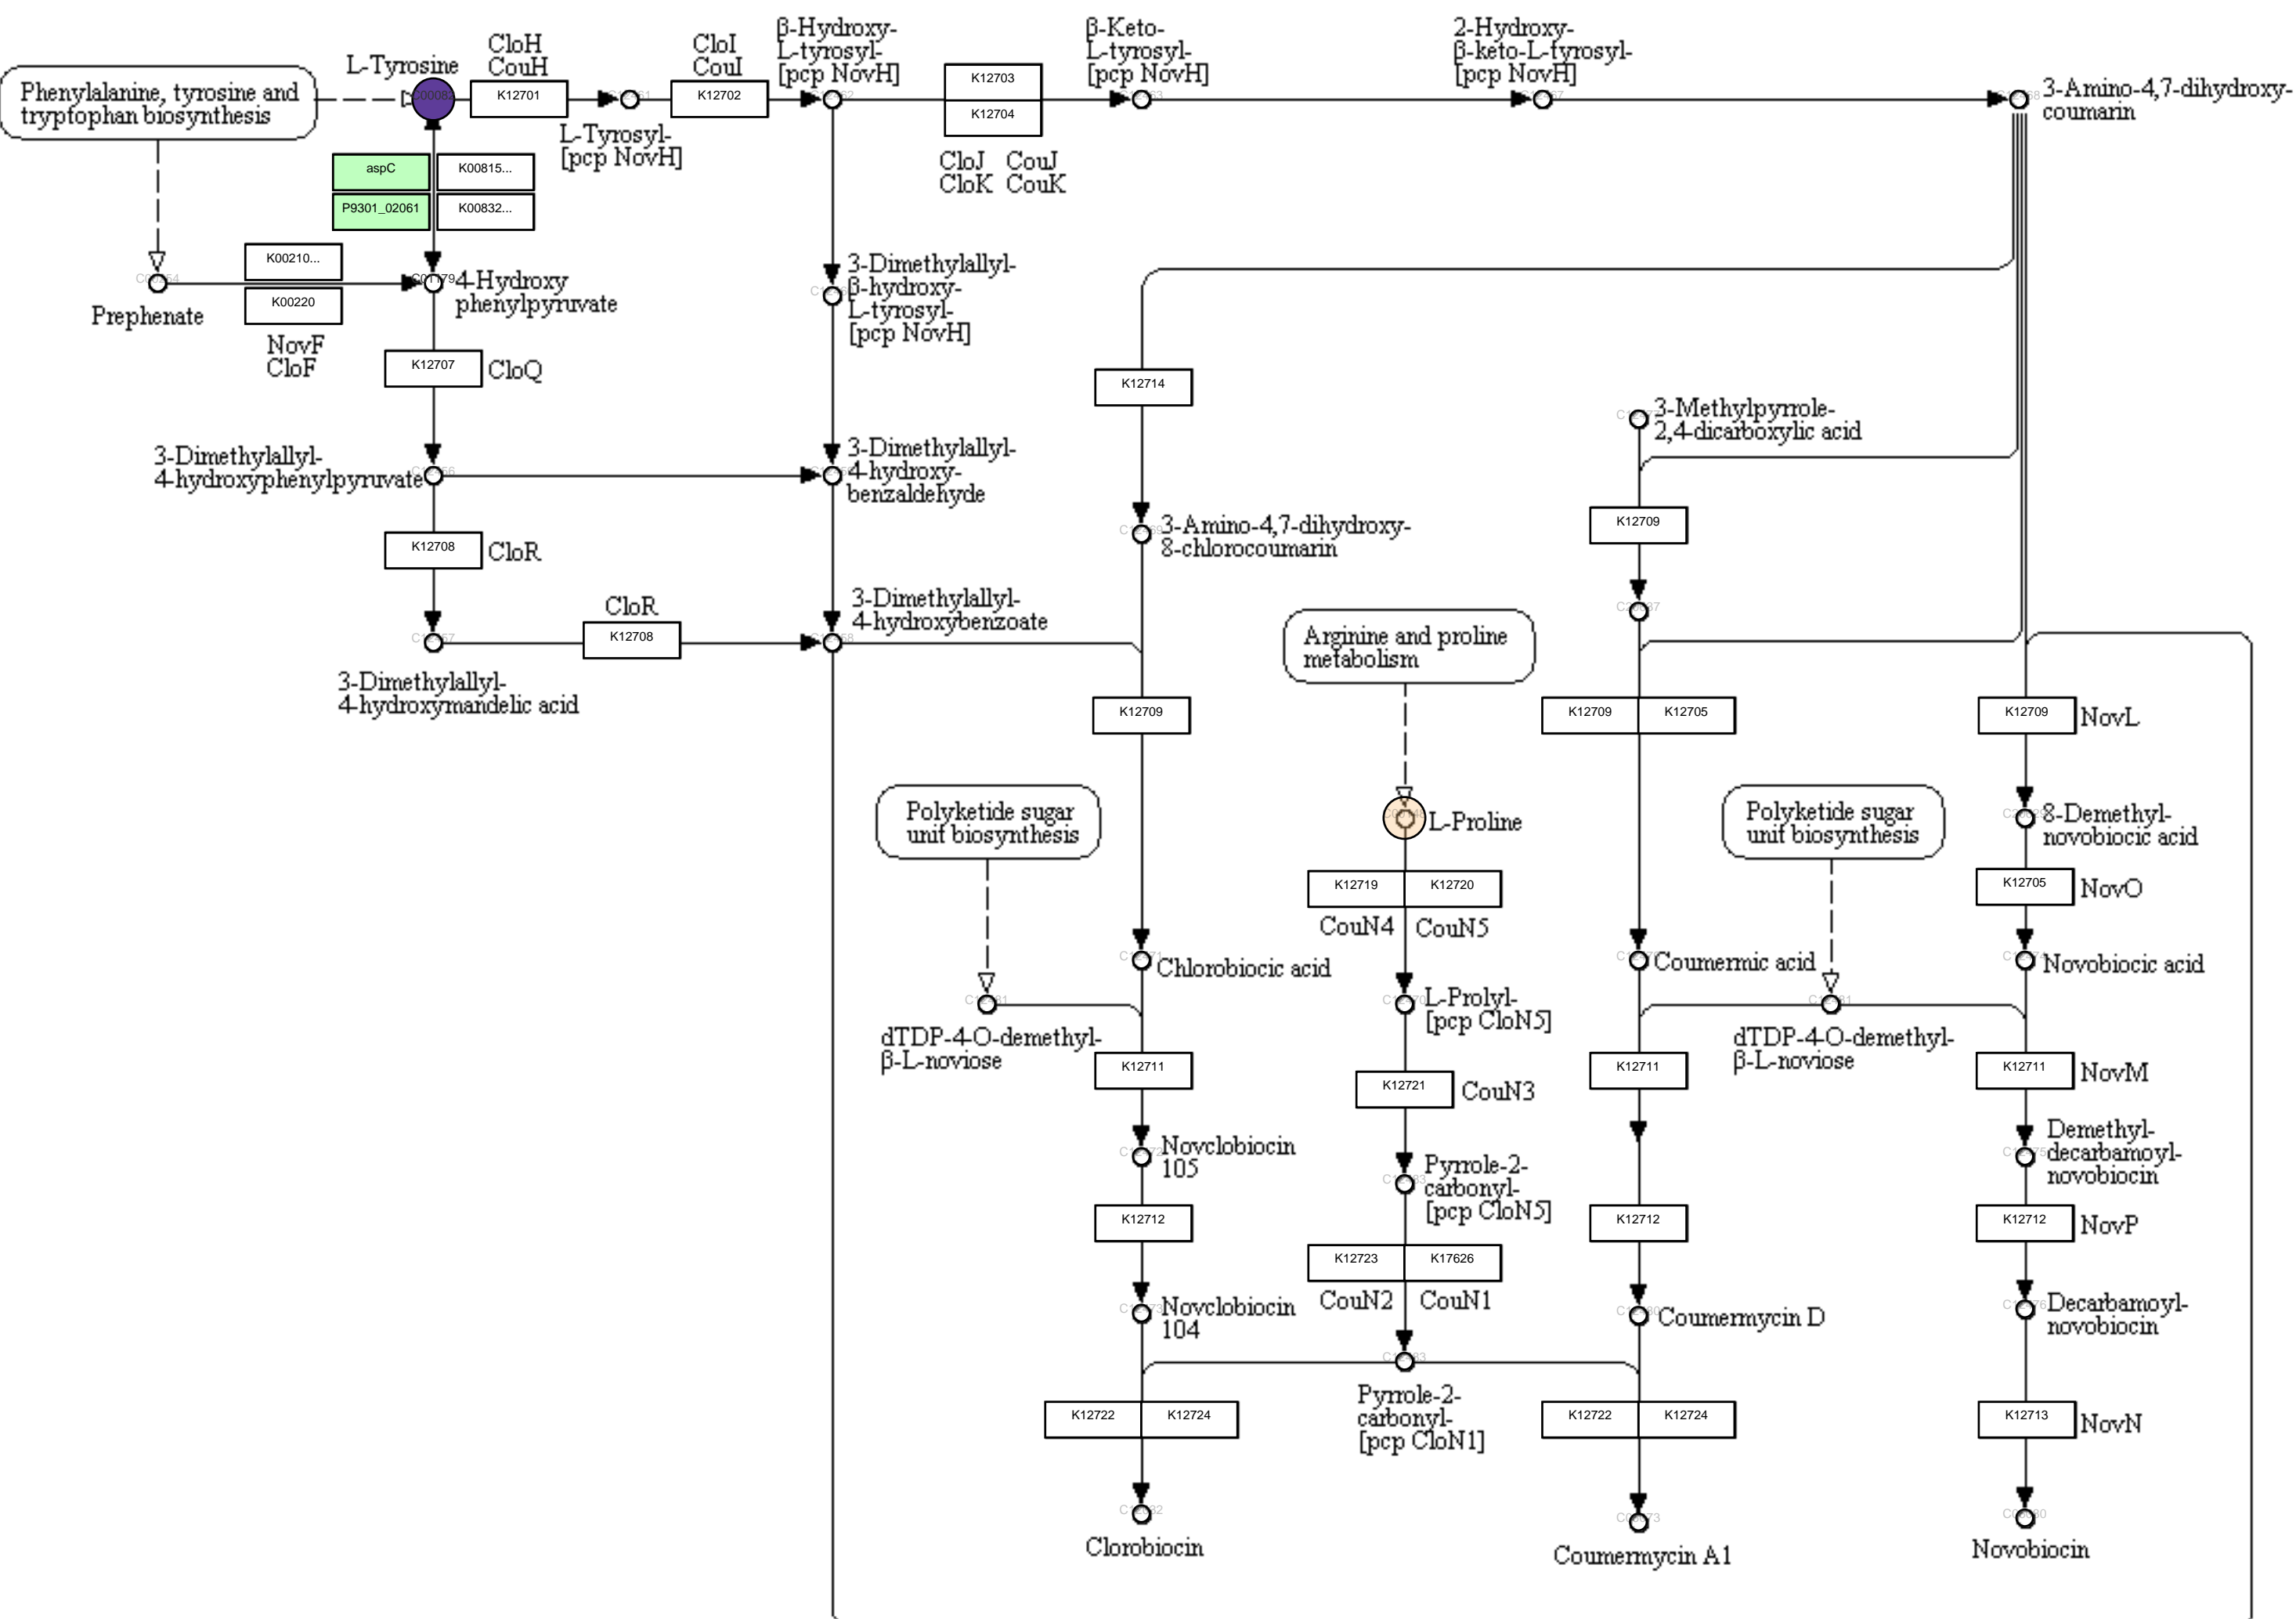 Phenylalanine, tyrosine and
tryptophan biosynthesis
L-Tyrosine
CloH
CouH
K12701
L-Tyrosyl-
[pcp NovH]
CloI
CouI
K12702
β-Hydroxy-
L-tyrosyl-
[pcp NovH]
K12703
K12704
CloJ CouJ
CloK CouK
β-Keto-
L-tyrosyl-
[pcp NovH]
2-Hydroxy-
β-keto-L-tyrosyl-
[pcp NovH]
3-Amino-4,7-dihydroxy-
coumarin
aspC
K00815...
P9301_02061
K00832...
Prephenate
K00210...
K00220
NovF
CloF
4-Hydroxy
phenylpyruvate
3-Dimethylallyl-
β-hydroxy-
L-tyrosyl-
[pcp NovH]
K12707
CloQ
K12714
3-Methylpyrrole-
2,4-dicarboxylic acid
3-Dimethylallyl-
4-hydroxyphenylpyruvate
3-Dimethylallyl-
4-hydroxy-
benzaldehyde
K12708
CloR
3-Amino-4,7-dihydroxy-
8-chlorocoumarin
K12709
CloR
K12708
3-Dimethylallyl-
4-hydroxybenzoate
3-Dimethylallyl-
4-hydroxymandelic acid
Arginine and proline
metabolism
K12709
K12709
K12705
K12709
NovL
Polyketide sugar
unif biosynthesis
L-Proline
Polyketide sugar
unif biosynthesis
8-Demethyl-
novobiocic acid
K12719
K12720
CouN4
CouN5
K12705
NovO
Chlorobiocic acid
L-Prolyl-
[pcp CloN5]
Coumermic acid
Novobiocic acid
dTDP-4-O-demethyl-
β-L-noviose
dTDP-4-O-demethyl-
β-L-noviose
K12711
K12721
CouN3
K12711
K12711
NovM
Novclobiocin
105
Pyrrole-2-
carbonyl-
[pcp CloN5]
Demethyl-
decarbamoyl-
novobiocin
K12712
K12712
K12712
NovP
K12723
K17626
CouN2
CouN1
Novclobiocin
104
Coumermycin D
Decarbamoyl-
novobiocin
Pyrrole-2-
carbonyl-
[pcp CloN1]
K12722
K12724
K12722
K12724
K12713
NovN
Clorobiocin
Coumermycin A1
Novobiocin